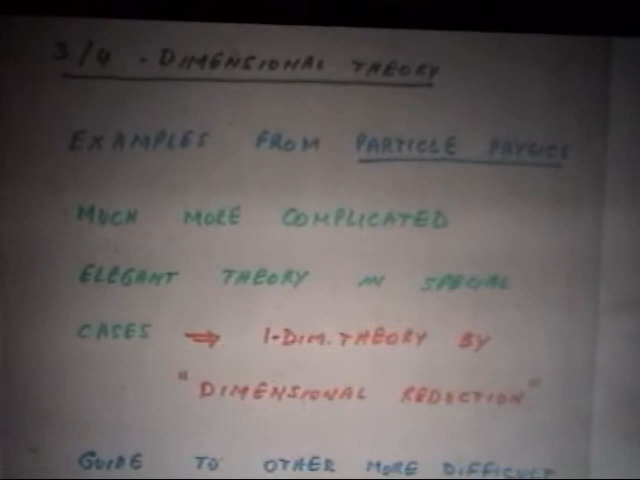 3/4 - DIMENSIONAL THEORY
EXAMPLES FROM PARTICLE PHYSICS
MUCH MORE COMPLICATED
ELEGANT THEORY IN SPECIAL
CASES ⇒ 1-DIM. THEORY BY
"DIMENSIONAL REDUCTION"
GUIDE TO OTHER MORE DIFFICULT